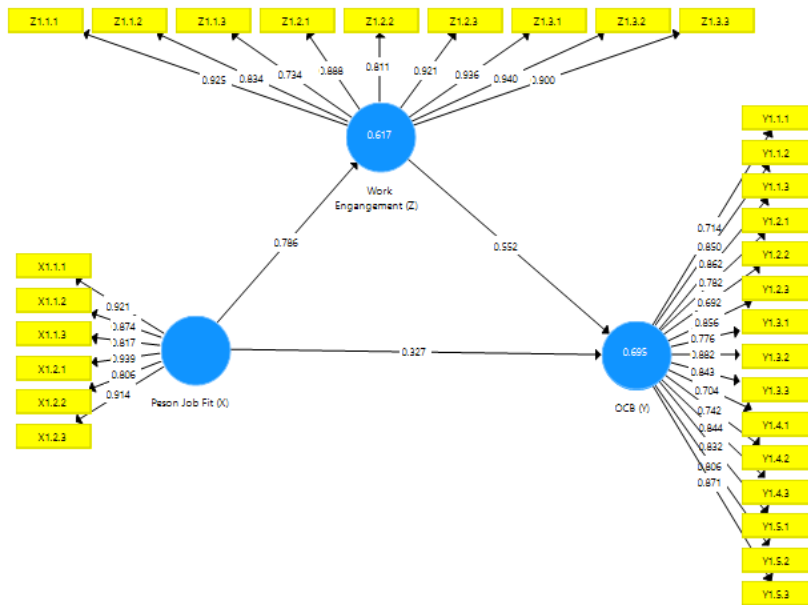 Z1.1.1
Z1.1.2
Z1.1.3
Z1.2.1
Z1.2.2
Z1.2.3
Z1.3.1
Z1.3.2
Z1.3.3
0.925
0.834
0.734
0.888
0.811
0.921
0.936
0.940
0.900
0.617
Work
Engangement (Z)
0.786
0.552
X1.1.1
X1.1.2
X1.1.3
X1.2.1
X1.2.2
X1.2.3
0.921
0.874
0.817
0.939
0.806
0.914
Peson Job Fit (X)
0.327
0.695
OCB (Y)
0.714
0.850
0.862
0.782
0.692
0.856
0.776
0.882
0.843
0.704
0.742
0.844
0.832
0.806
0.871
Y1.1.1
Y1.1.2
Y1.1.3
Y1.2.1
Y1.2.2
Y1.2.3
Y1.3.1
Y1.3.2
Y1.3.3
Y1.4.1
Y1.4.2
Y1.4.3
Y1.5.1
Y1.5.2
Y1.5.3